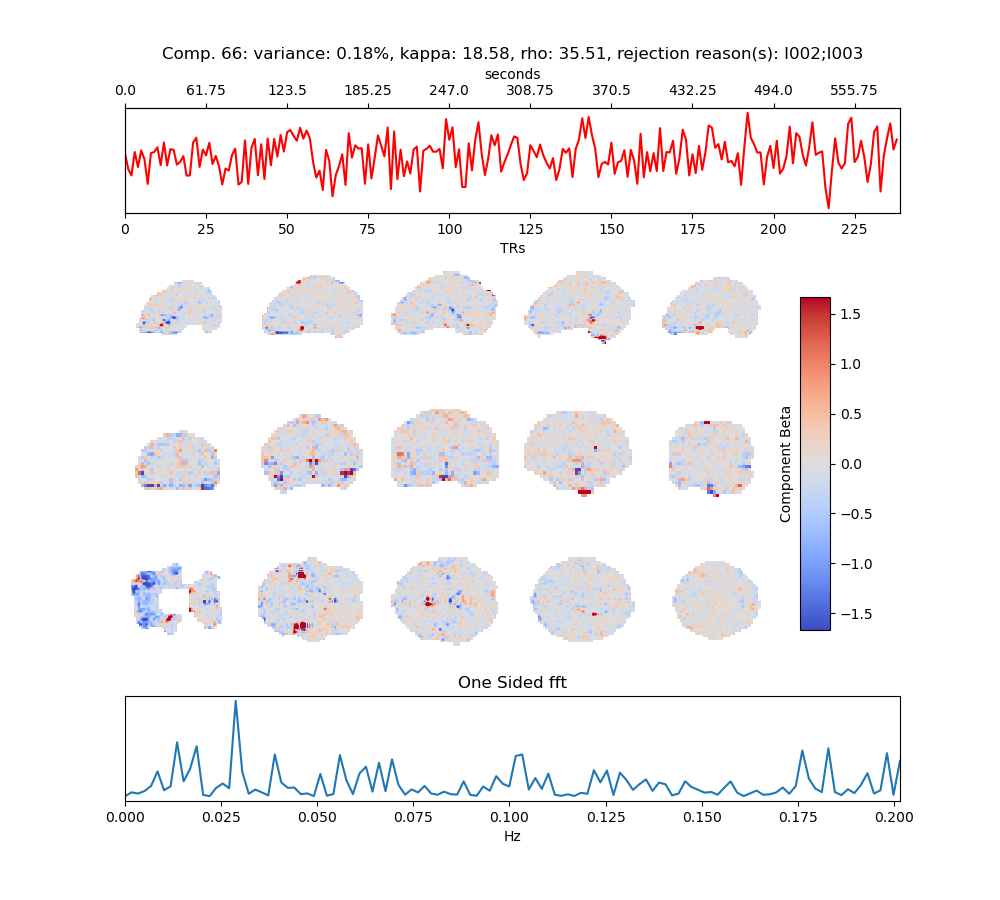 Comp. 66: variance: 0.18%, kappa: 18.58, rho: 35.51, rejection reason(s): I002;I003
seconds
0.0 61.75 123.5 185.25 247.0 308.75 370.5 432.25 494.0 555.75
0 25 50 75 100 125 150 175 200 225
TRs
1.5
1.0
0.5
0.0
−0.5
−1.0
−1.5
Component Beta
One Sided fft
0.000 0.025 0.050 0.075 0.100 0.125 0.150 0.175 0.200
Hz